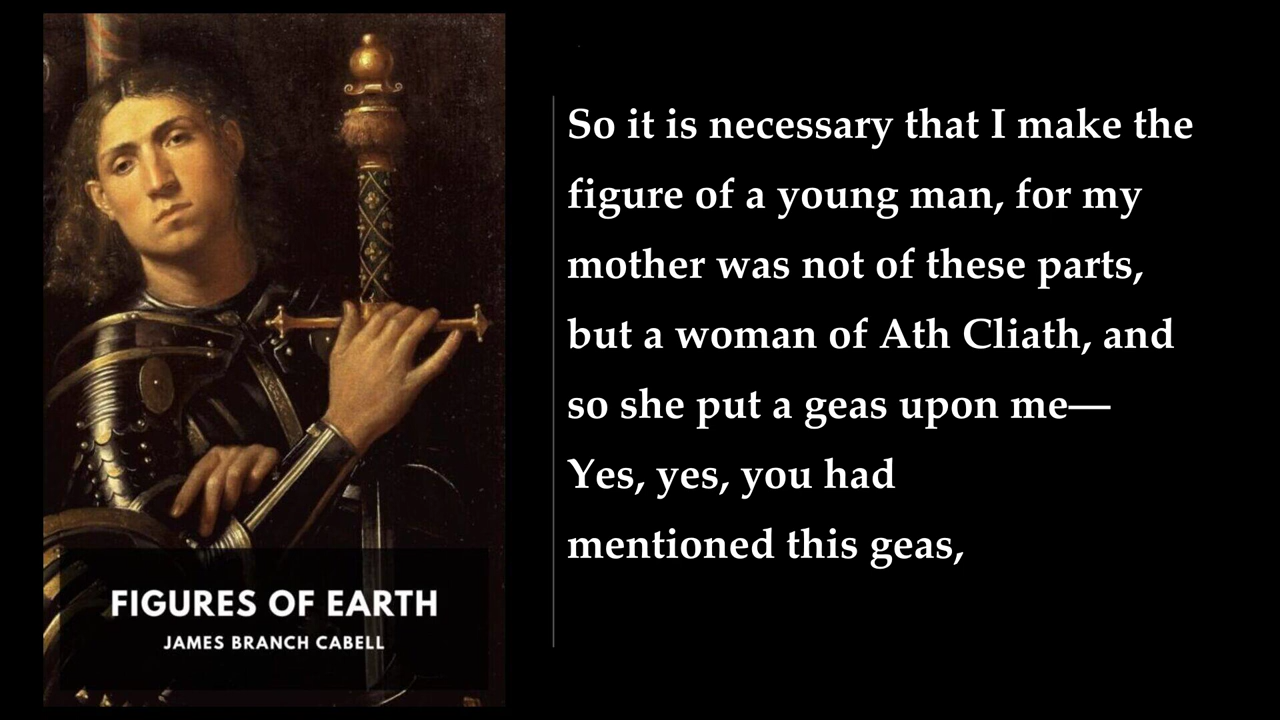 FIGURES OF EARTH
JAMES BRANCH CABELL
So it is necessary that I make the
figure of a young man, for my
mother was not of these parts,
but a woman of Ath Cliath, and
so she put a geas upon me—
Yes, yes, you had
mentioned this geas,